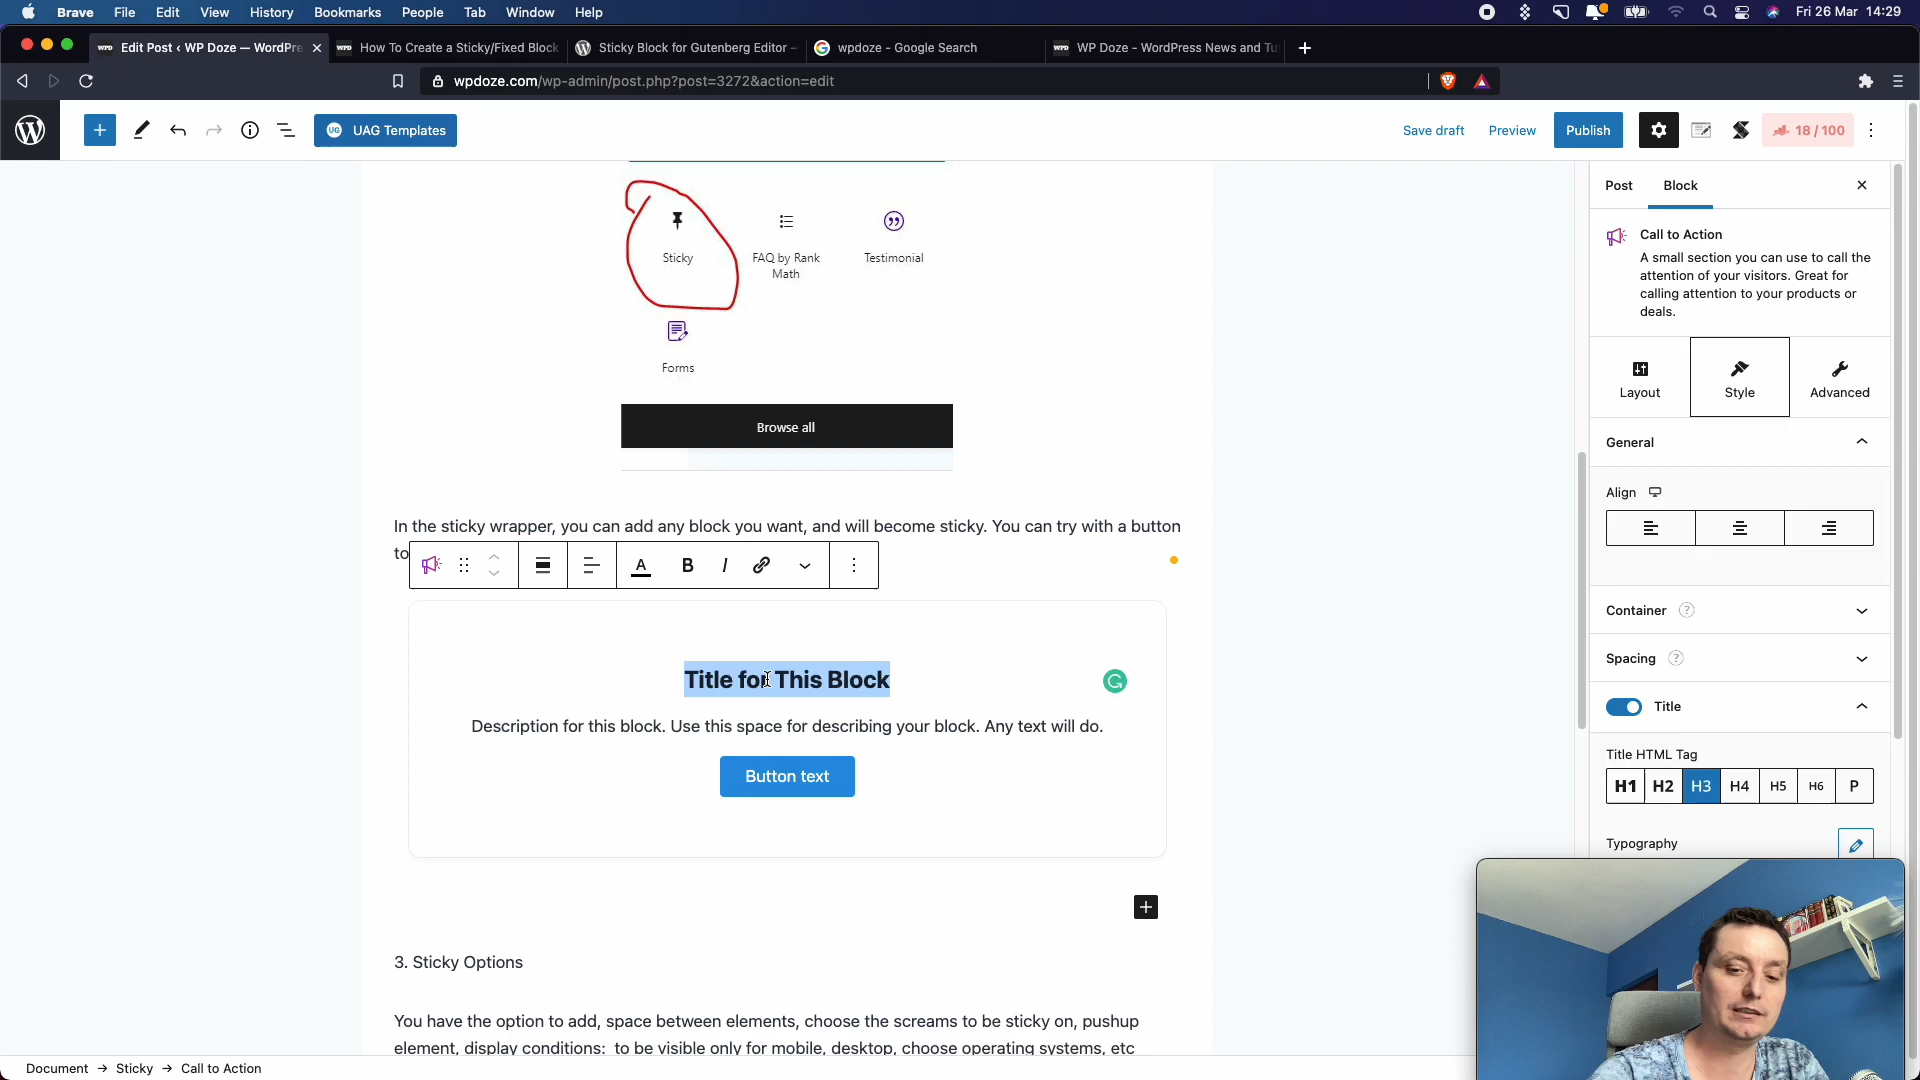 Brave File Edit View History Bookmarks People Tab Window Help Fri 26 Mar 14:29
WPD Edit Post ‹ WP Doze — WordPre WPD How To Create a Sticky/Fixed Block Sticky Block for Gutenberg Editor – wpdoze - Google Search WPD WP Doze - WordPress News and Tu
wpdoze.com/wp-admin/post.php?post=3272&action=edit
UG UAG Templates Save draft Preview Publish 18 / 100
Post Block
Call to Action
A small section you can use to call the
attention of your visitors. Great for
calling attention to your products or
deals.
Layout Style Advanced
General
Align
Container ?
Spacing ?
Title
Title HTML Tag
H1 H2 H3 H4 H5 H6 P
Typography
Sticky FAQ by Rank
Math Testimonial
Forms
Browse all
In the sticky wrapper, you can add any block you want, and will become sticky. You can try with a button
to
A B I
Title for This Block
Description for this block. Use this space for describing your block. Any text will do.
Button text
3. Sticky Options
You have the option to add, space between elements, choose the screams to be sticky on, pushup
element, display conditions: to be visible only for mobile, desktop, choose operating systems, etc
Document → Sticky → Call to Action